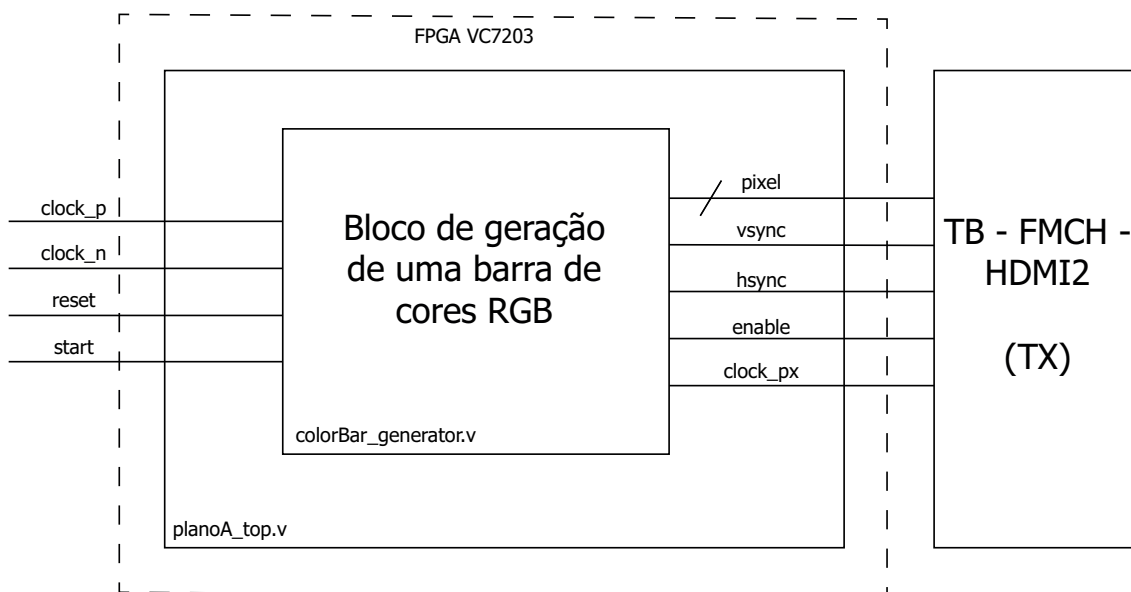 FPGA VC7203
clock_p
clock_n
reset
start
Bloco de geração
de uma barra de
cores RGB
colorBar_generator.v
planoA_top.v
pixel
vsync
hsync
enable
clock_px
TB - FMCH -
HDMI2
(TX)